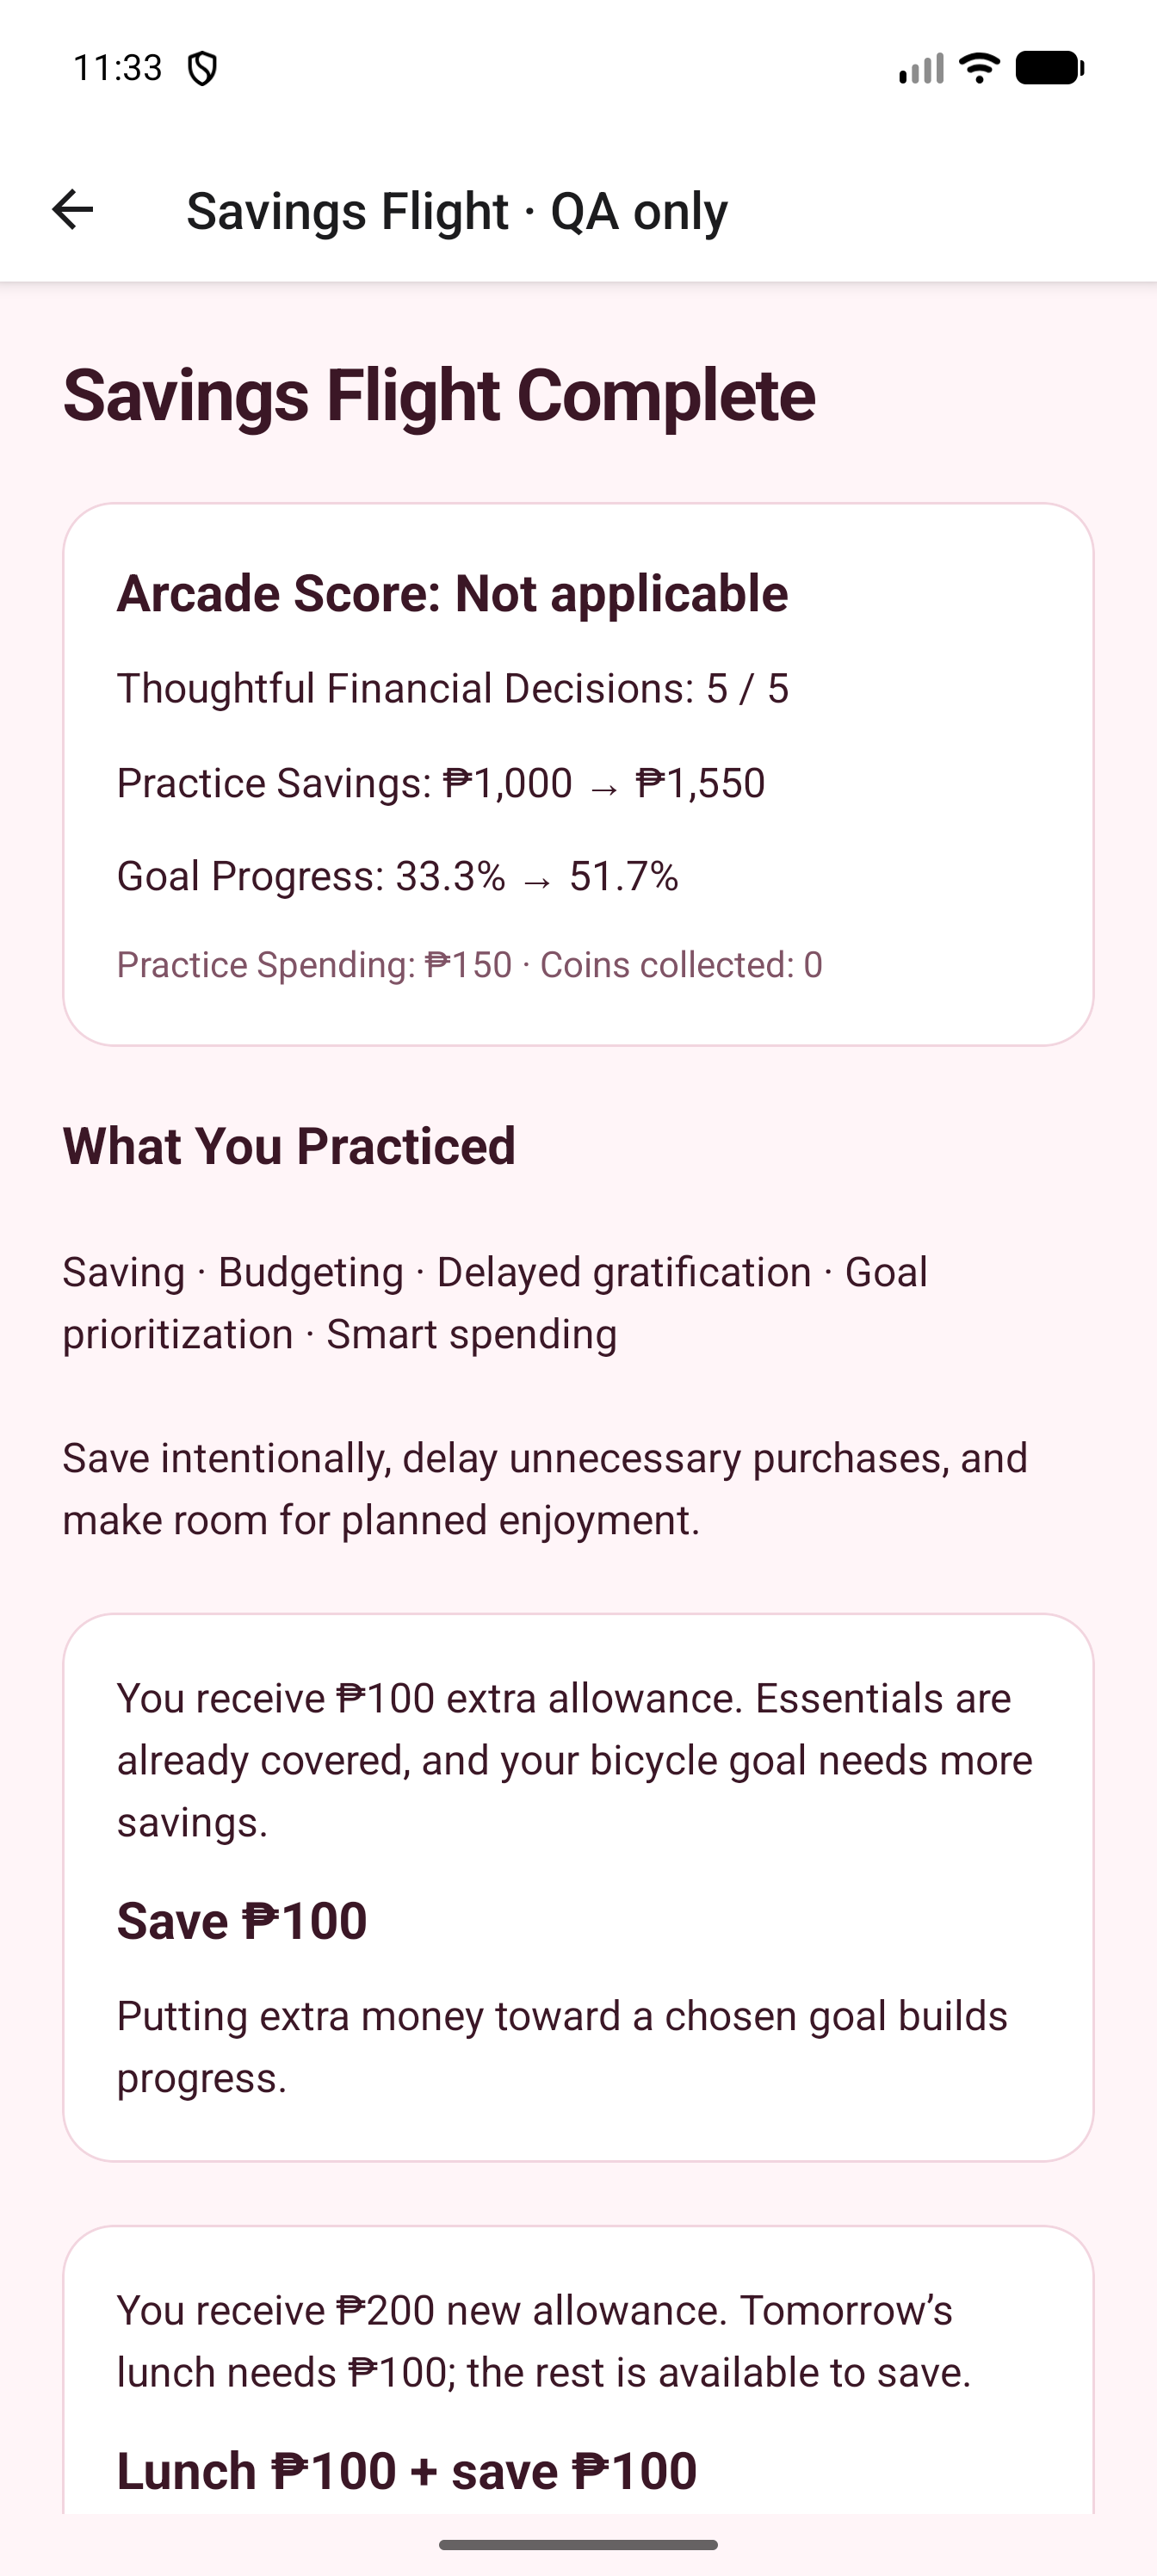 11:33
Savings Flight · QA only
Savings Flight Complete
Arcade Score: Not applicable
Thoughtful Financial Decisions: 5 / 5
Practice Savings: ₱1,000 → ₱1,550
Goal Progress: 33.3% → 51.7%
Practice Spending: ₱150 · Coins collected: 0
What You Practiced
Saving · Budgeting · Delayed gratification · Goal
prioritization · Smart spending
Save intentionally, delay unnecessary purchases, and
make room for planned enjoyment.
You receive ₱100 extra allowance. Essentials are
already covered, and your bicycle goal needs more
savings.
Save ₱100
Putting extra money toward a chosen goal builds
progress.
You receive ₱200 new allowance. Tomorrow’s
lunch needs ₱100; the rest is available to save.
Lunch ₱100 + save ₱100